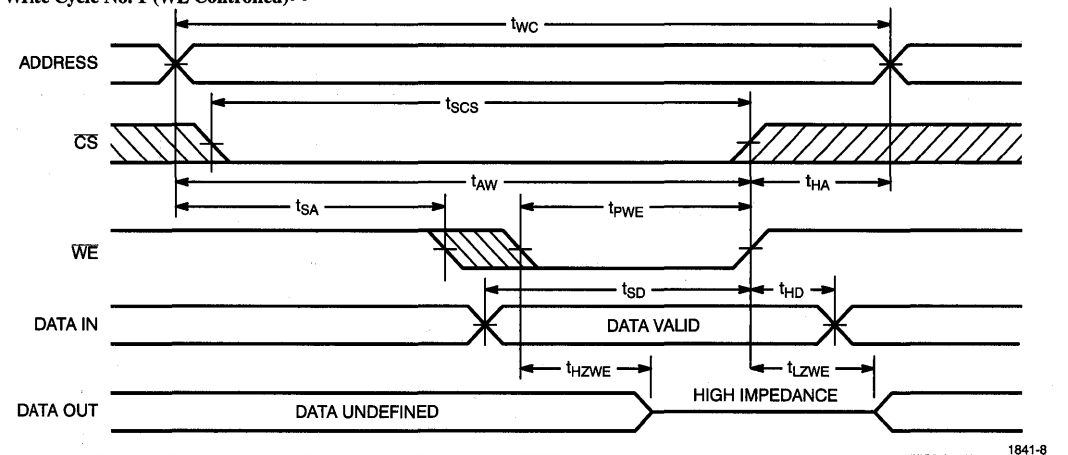 Write Cycle No. 1 (WE Controlled)
tWC
ADDRESS
tSCS
CS
tAW
tHA
tSA
tPWE
WE
tSD
tHD
DATA IN
DATA VALID
tHZWE
tLZWE
HIGH IMPEDANCE
DATA OUT
DATA UNDEFINED
1841-8